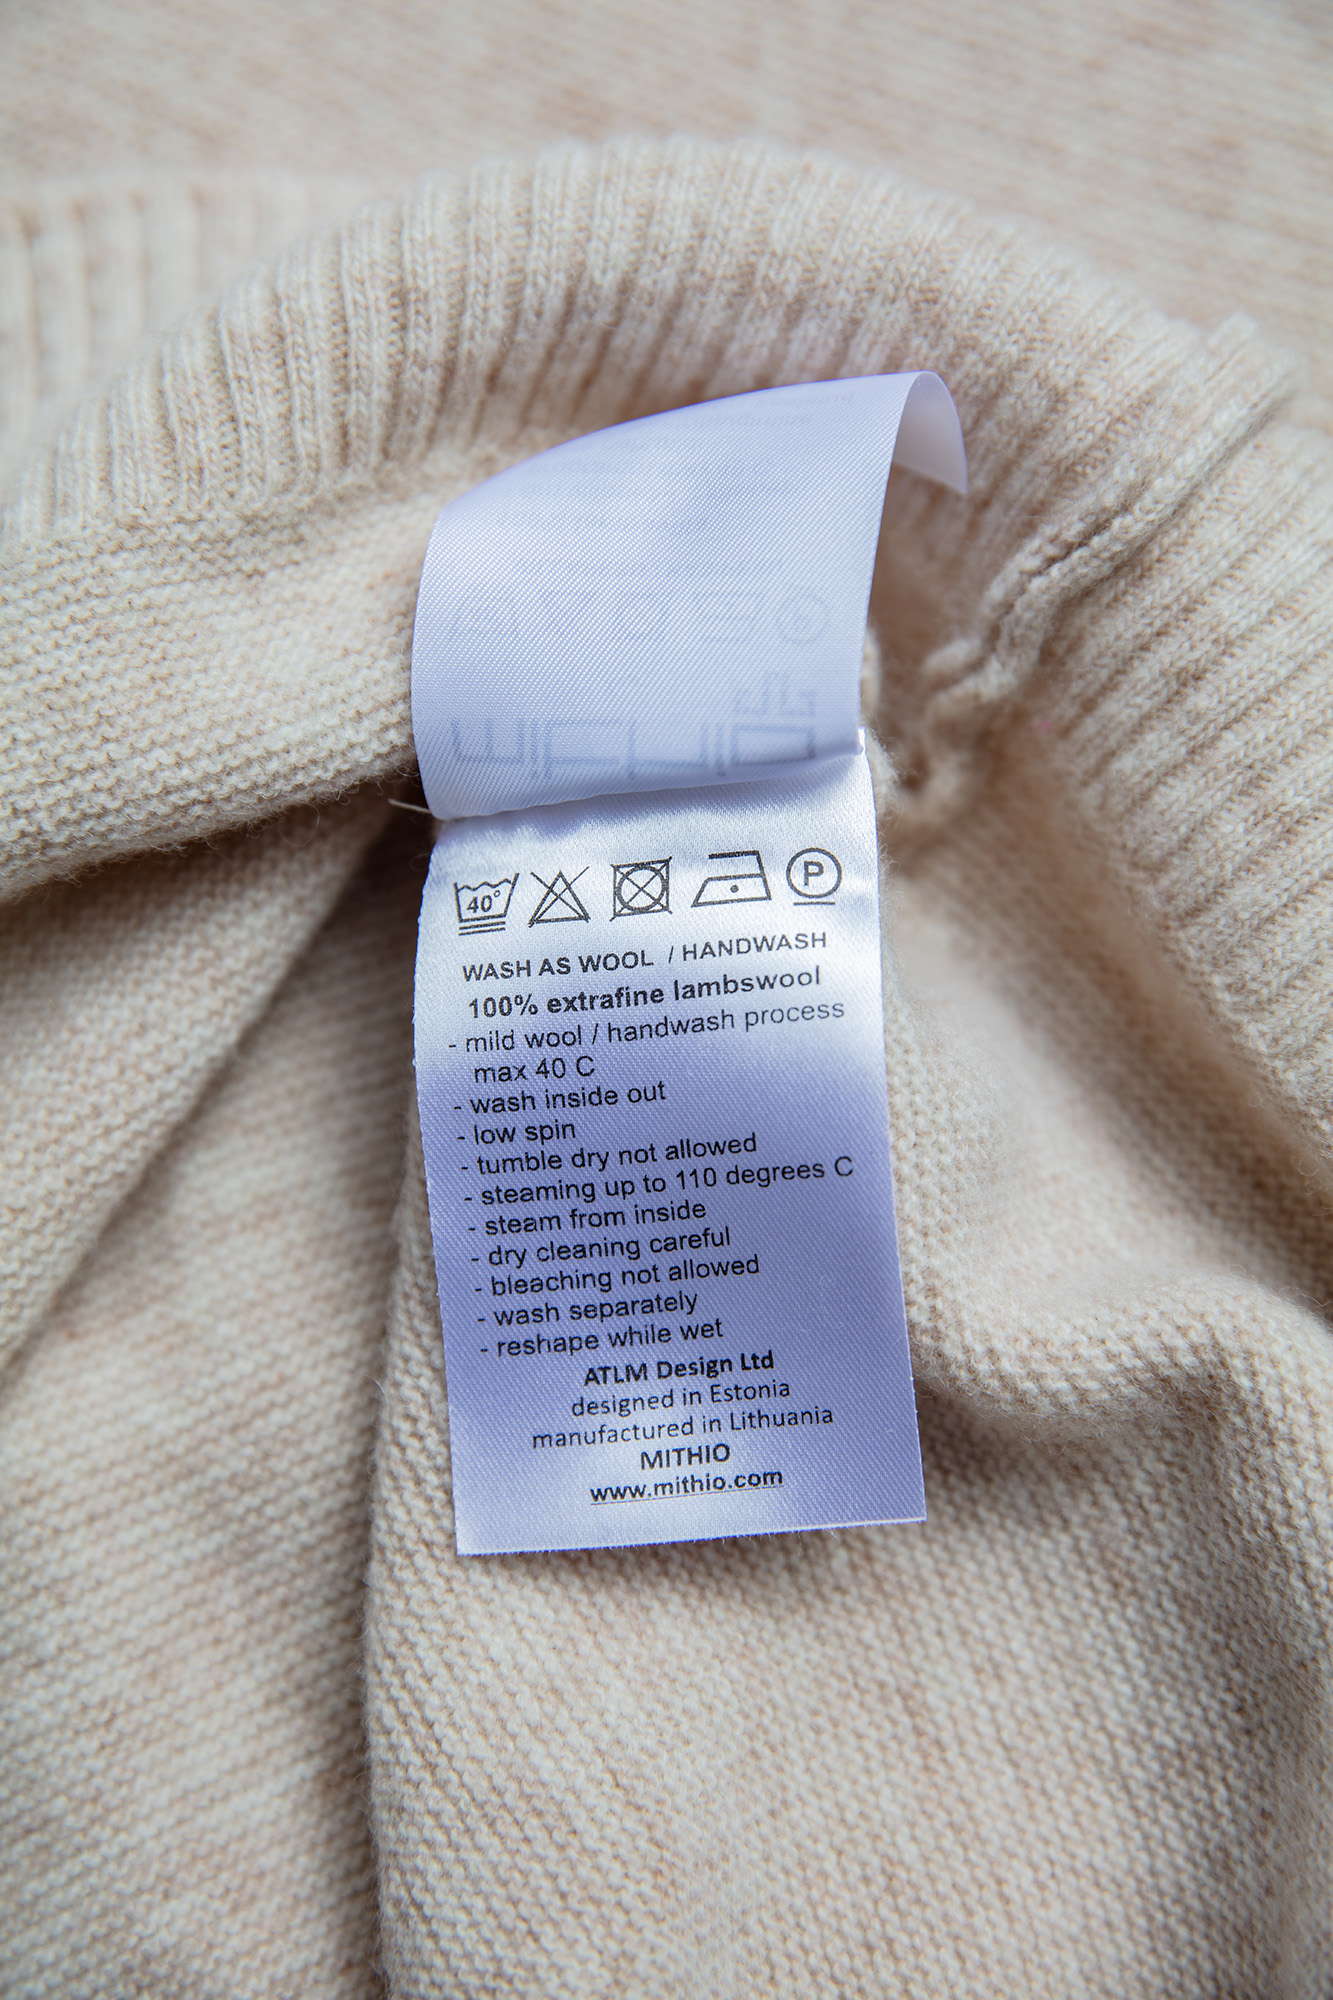 40°
P
WASH AS WOOL / HANDWASH
100% extrafine lambswool
- mild wool / handwash process
max 40 C
- wash inside out
- low spin
- tumble dry not allowed
- steaming up to 110 degrees C
- steam from inside
- dry cleaning careful
- bleaching not allowed
- wash separately
- reshape while wet
ATLM Design Ltd
designed in Estonia
manufactured in Lithuania
MITHIO
www.mithio.com